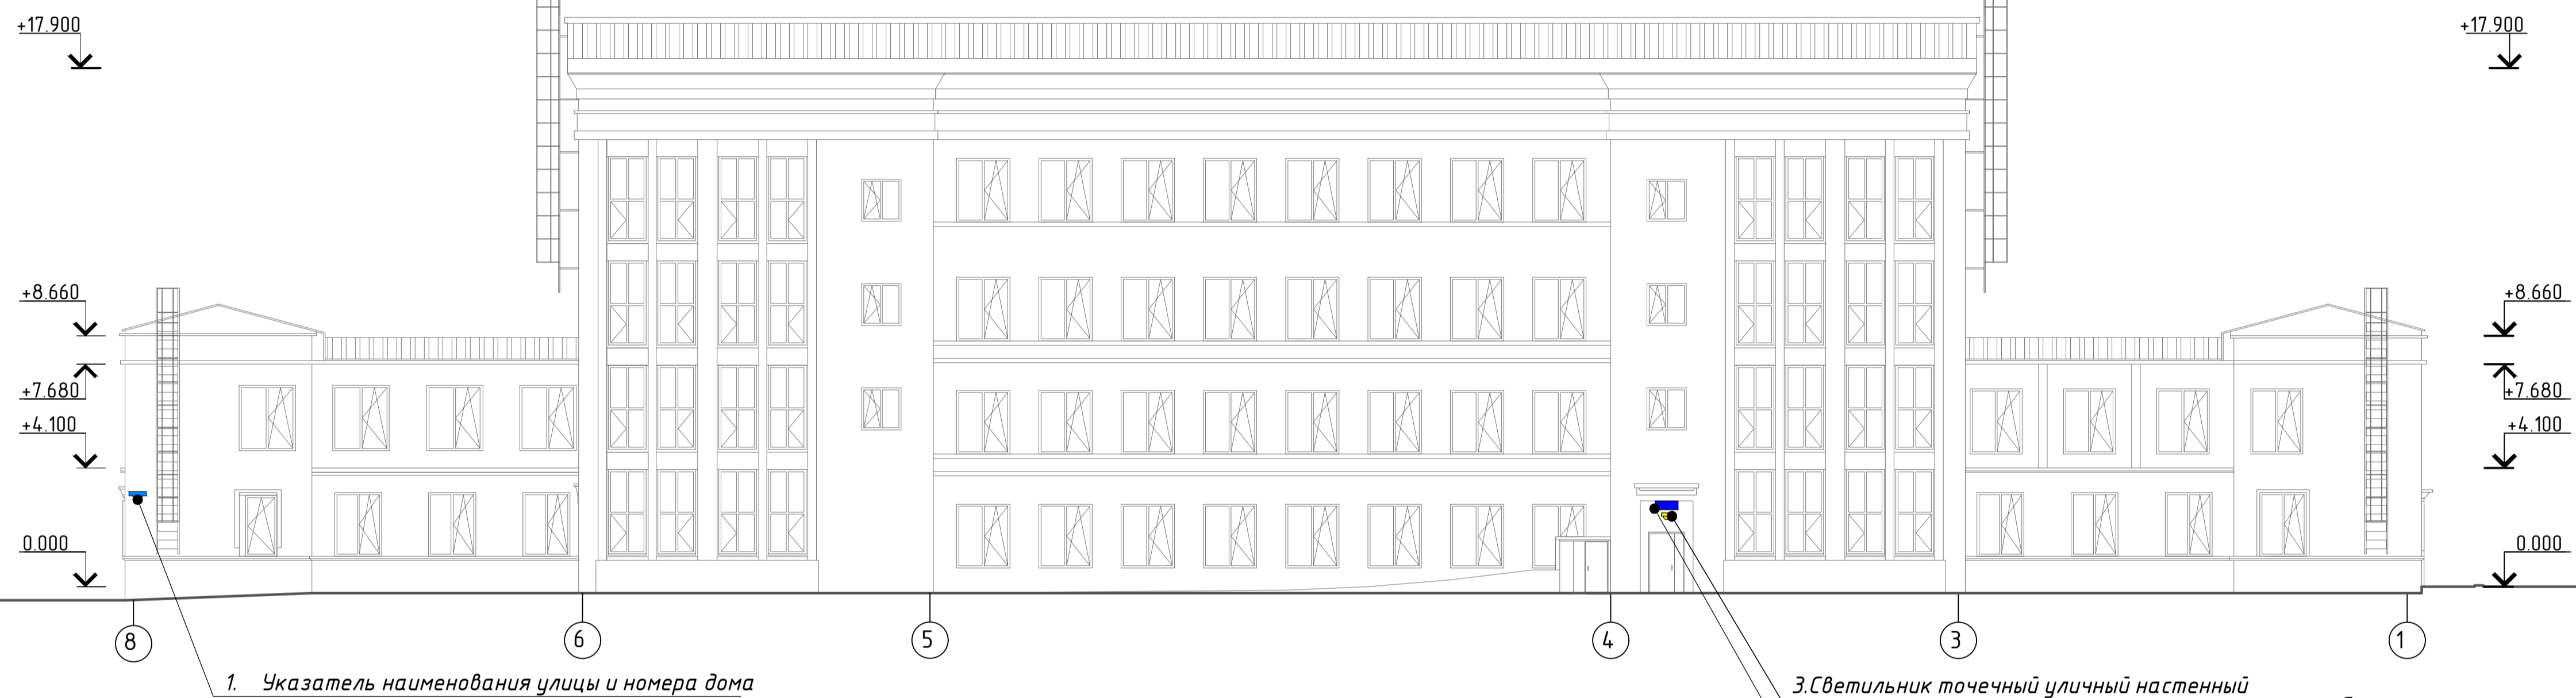 +17.900 +17.900
+8.660 +8.660
+7.680 +7.680
+4.100 +4.100
0.000 0.000
8 6 5 4 3 1
1. Указатель наименования улицы и номера дома
3.Светильник точечный уличный настенный